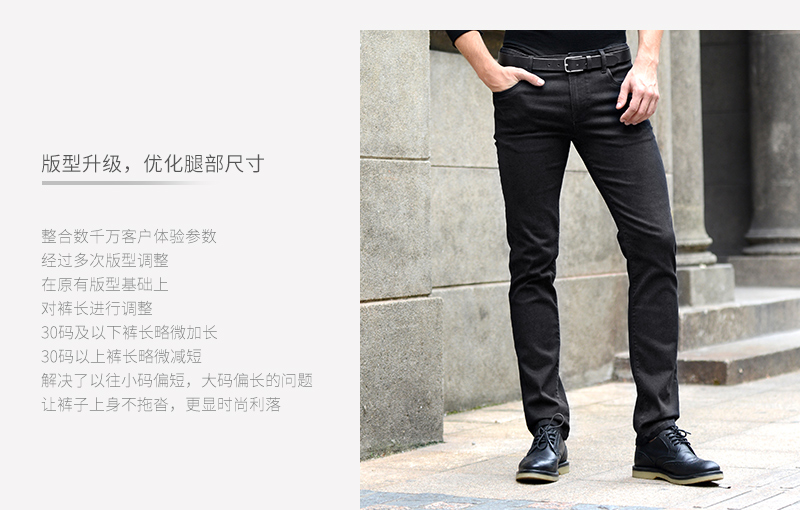 版型升级，优化腿部尺寸
整合数千万客户体验参数
经过多次版型调整
在原有版型基础上
对裤长进行调整
30码及以下裤长略微加长
30码以上裤长略微减短
解决了以往小码偏短，大码偏长的问题
让裤子上身不拖沓，更显时尚利落